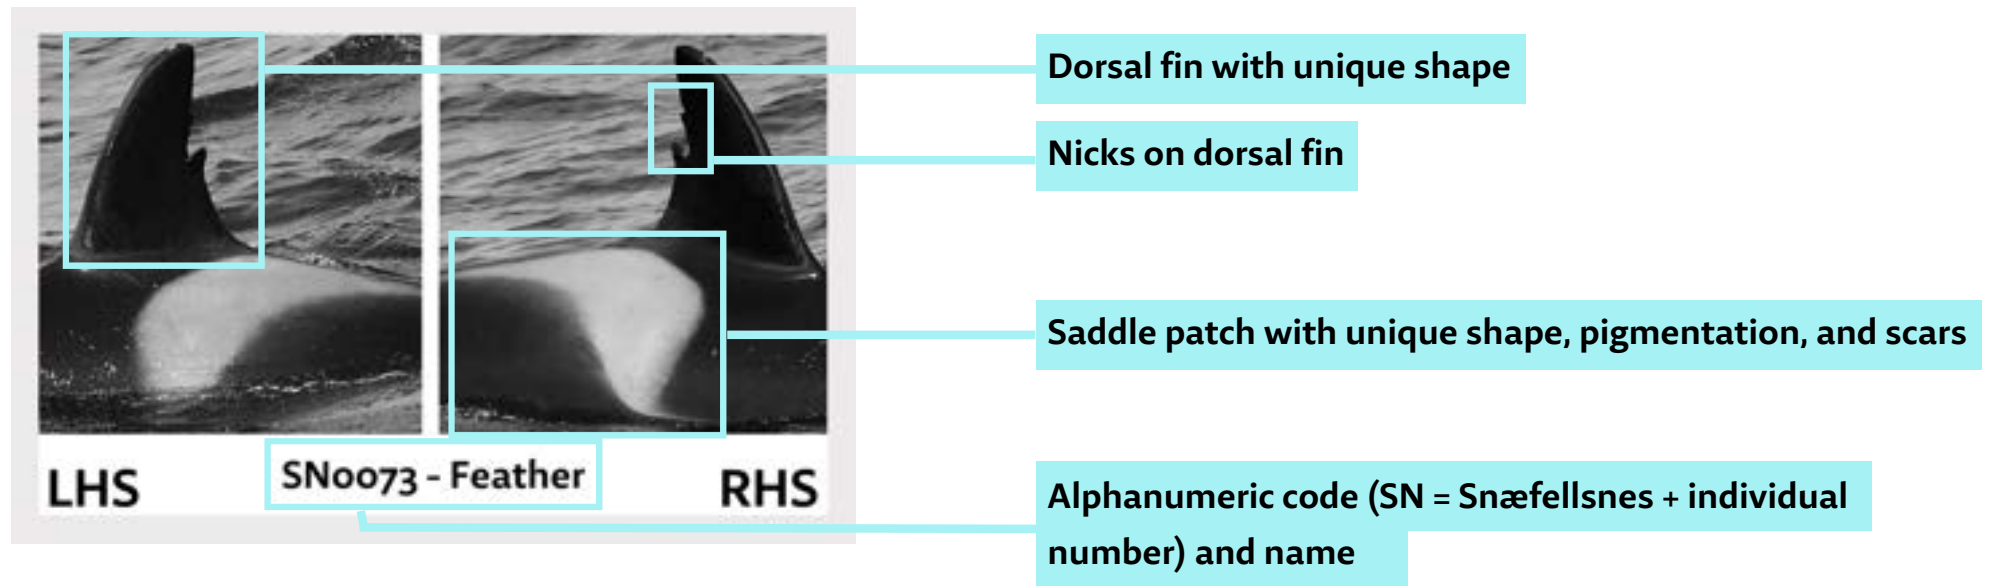 Dorsal fin with unique shape
Nicks on dorsal fin
Saddle patch with unique shape, pigmentation, and scars
LHS
SN0073 - Feather
RHS
Alphanumeric code (SN = Snæfellsnes + individual
number) and name